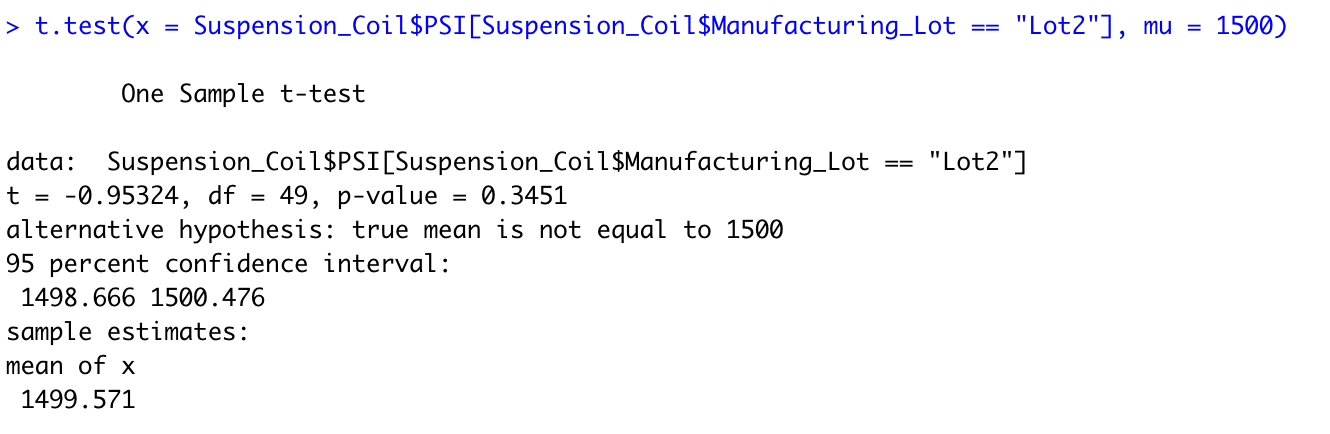 > t.test(x = Suspension_Coil$PSI[Suspension_Coil$Manufacturing_Lot == "Lot2"], mu = 1500)
One Sample t-test
data:  Suspension_Coil$PSI[Suspension_Coil$Manufacturing_Lot == "Lot2"]
t = -0.95324, df = 49, p-value = 0.3451
alternative hypothesis: true mean is not equal to 1500
95 percent confidence interval:
1498.666 1500.476
sample estimates:
mean of x
1499.571